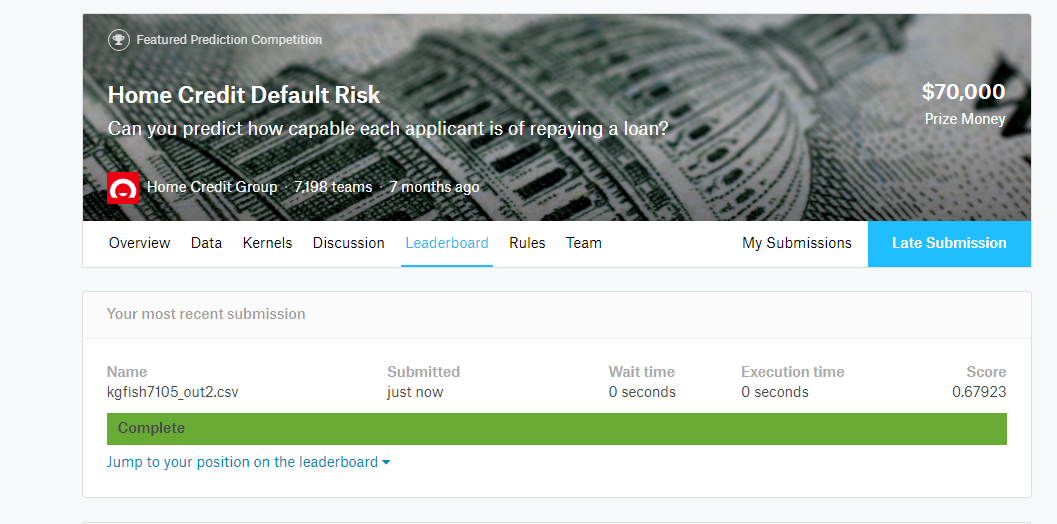 Featured Prediction Competition
Home Credit Default Risk
$70,000
Can you predict how capable each applicant is of repaying a loan?
Prize Money
Home Credit Group · 7,198 teams · 7 months ago
Overview Data Kernels Discussion Leaderboard Rules Team My Submissions Late Submission
Your most recent submission
Name Submitted Wait time Execution time Score
kgfish7105_out2.csv just now 0 seconds 0 seconds 0.67923
Complete
Jump to your position on the leaderboard